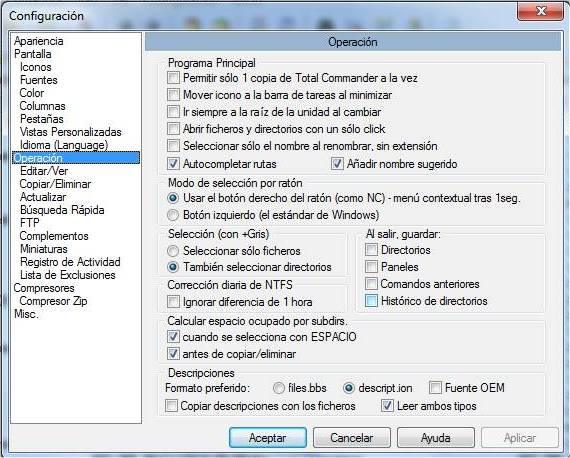 Configuración
Apariencia
Pantalla
Iconos
Fuentes
Color
Columnas
Pestañas
Vistas Personalizadas
Idioma (Language)
Operación
Editar/Ver
Copiar/Eliminar
Actualizar
Búsqueda Rápida
FTP
Complementos
Miniaturas
Registro de Actividad
Lista de Exclusiones
Compresores
Compresor Zip
Misc.
Operación
Programa Principal
Permitir sólo 1 copia de Total Commander a la vez
Mover icono a la barra de tareas al minimizar
Ir siempre a la raíz de la unidad al cambiar
Abrir ficheros y directorios con un sólo click
Seleccionar sólo el nombre al renombrar, sin extensión
Autocompletar rutas Añadir nombre sugerido
Modo de selección por ratón
Usar el botón derecho del ratón (como NC) - menú contextual tras 1seg.
Botón izquierdo (el estándar de Windows)
Selección (con +Gris)
Seleccionar sólo ficheros
También seleccionar directorios
Corrección diaria de NTFS
Ignorar diferencia de 1 hora
Al salir, guardar:
Directorios
Paneles
Comandos anteriores
Histórico de directorios
Calcular espacio ocupado por subdirs.
cuando se selecciona con ESPACIO
antes de copiar/eliminar
Descripciones
Formato preferido: files.bbs descript.ion Fuente OEM
Copiar descripciones con los ficheros Leer ambos tipos
Aceptar Cancelar Ayuda Aplicar